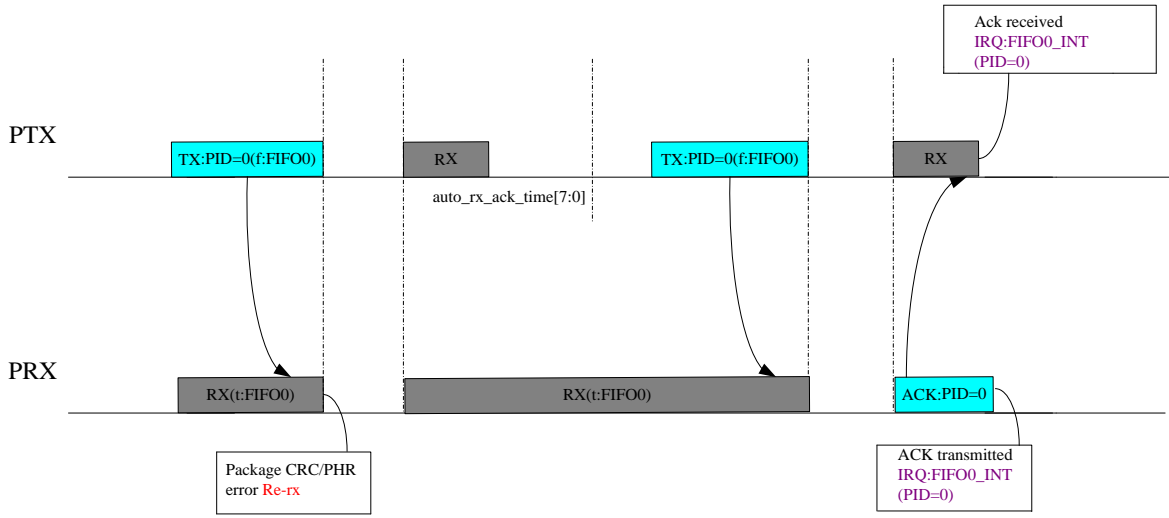 Ack received
IRQ:FIFO0_INT
(PID=0)
PTX
TX:PID=0(f:FIFO0)
RX
TX:PID=0(f:FIFO0)
RX
auto_rx_ack_time[7:0]
PRX
RX(t:FIFO0)
RX(t:FIFO0)
ACK:PID=0
Package CRC/PHR
error Re-rx
ACK transmitted
IRQ:FIFO0_INT
(PID=0)